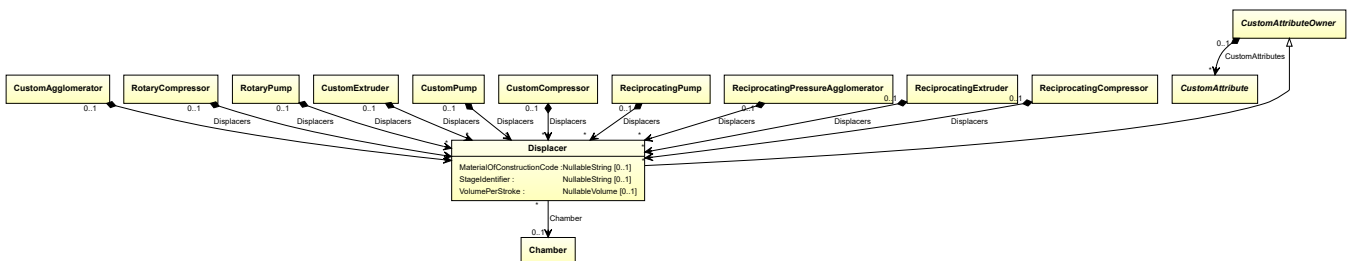 CustomAttributeOwner
0..1
CustomAttributes
*
CustomAgglomerator
RotaryCompressor
RotaryPump
CustomExtruder
CustomPump
CustomCompressor
ReciprocatingPump
ReciprocatingPressureAgglomerator
ReciprocatingExtruder
ReciprocatingCompressor
CustomAttribute
0..1
0..1
0..1
0..1
0..1
0..1
0..1
0..1
0..1
0..1
Displacers
Displacers
Displacers
Displacers
Displacers
Displacers
Displacers
Displacers
Displacers
Displacers
*
*
*
*
*
*
Displacer
MaterialOfConstructionCode :NullableString [0..1]
StageIdentifier : NullableString [0..1]
VolumePerStroke : NullableVolume [0..1]
*
Chamber
0..1
Chamber